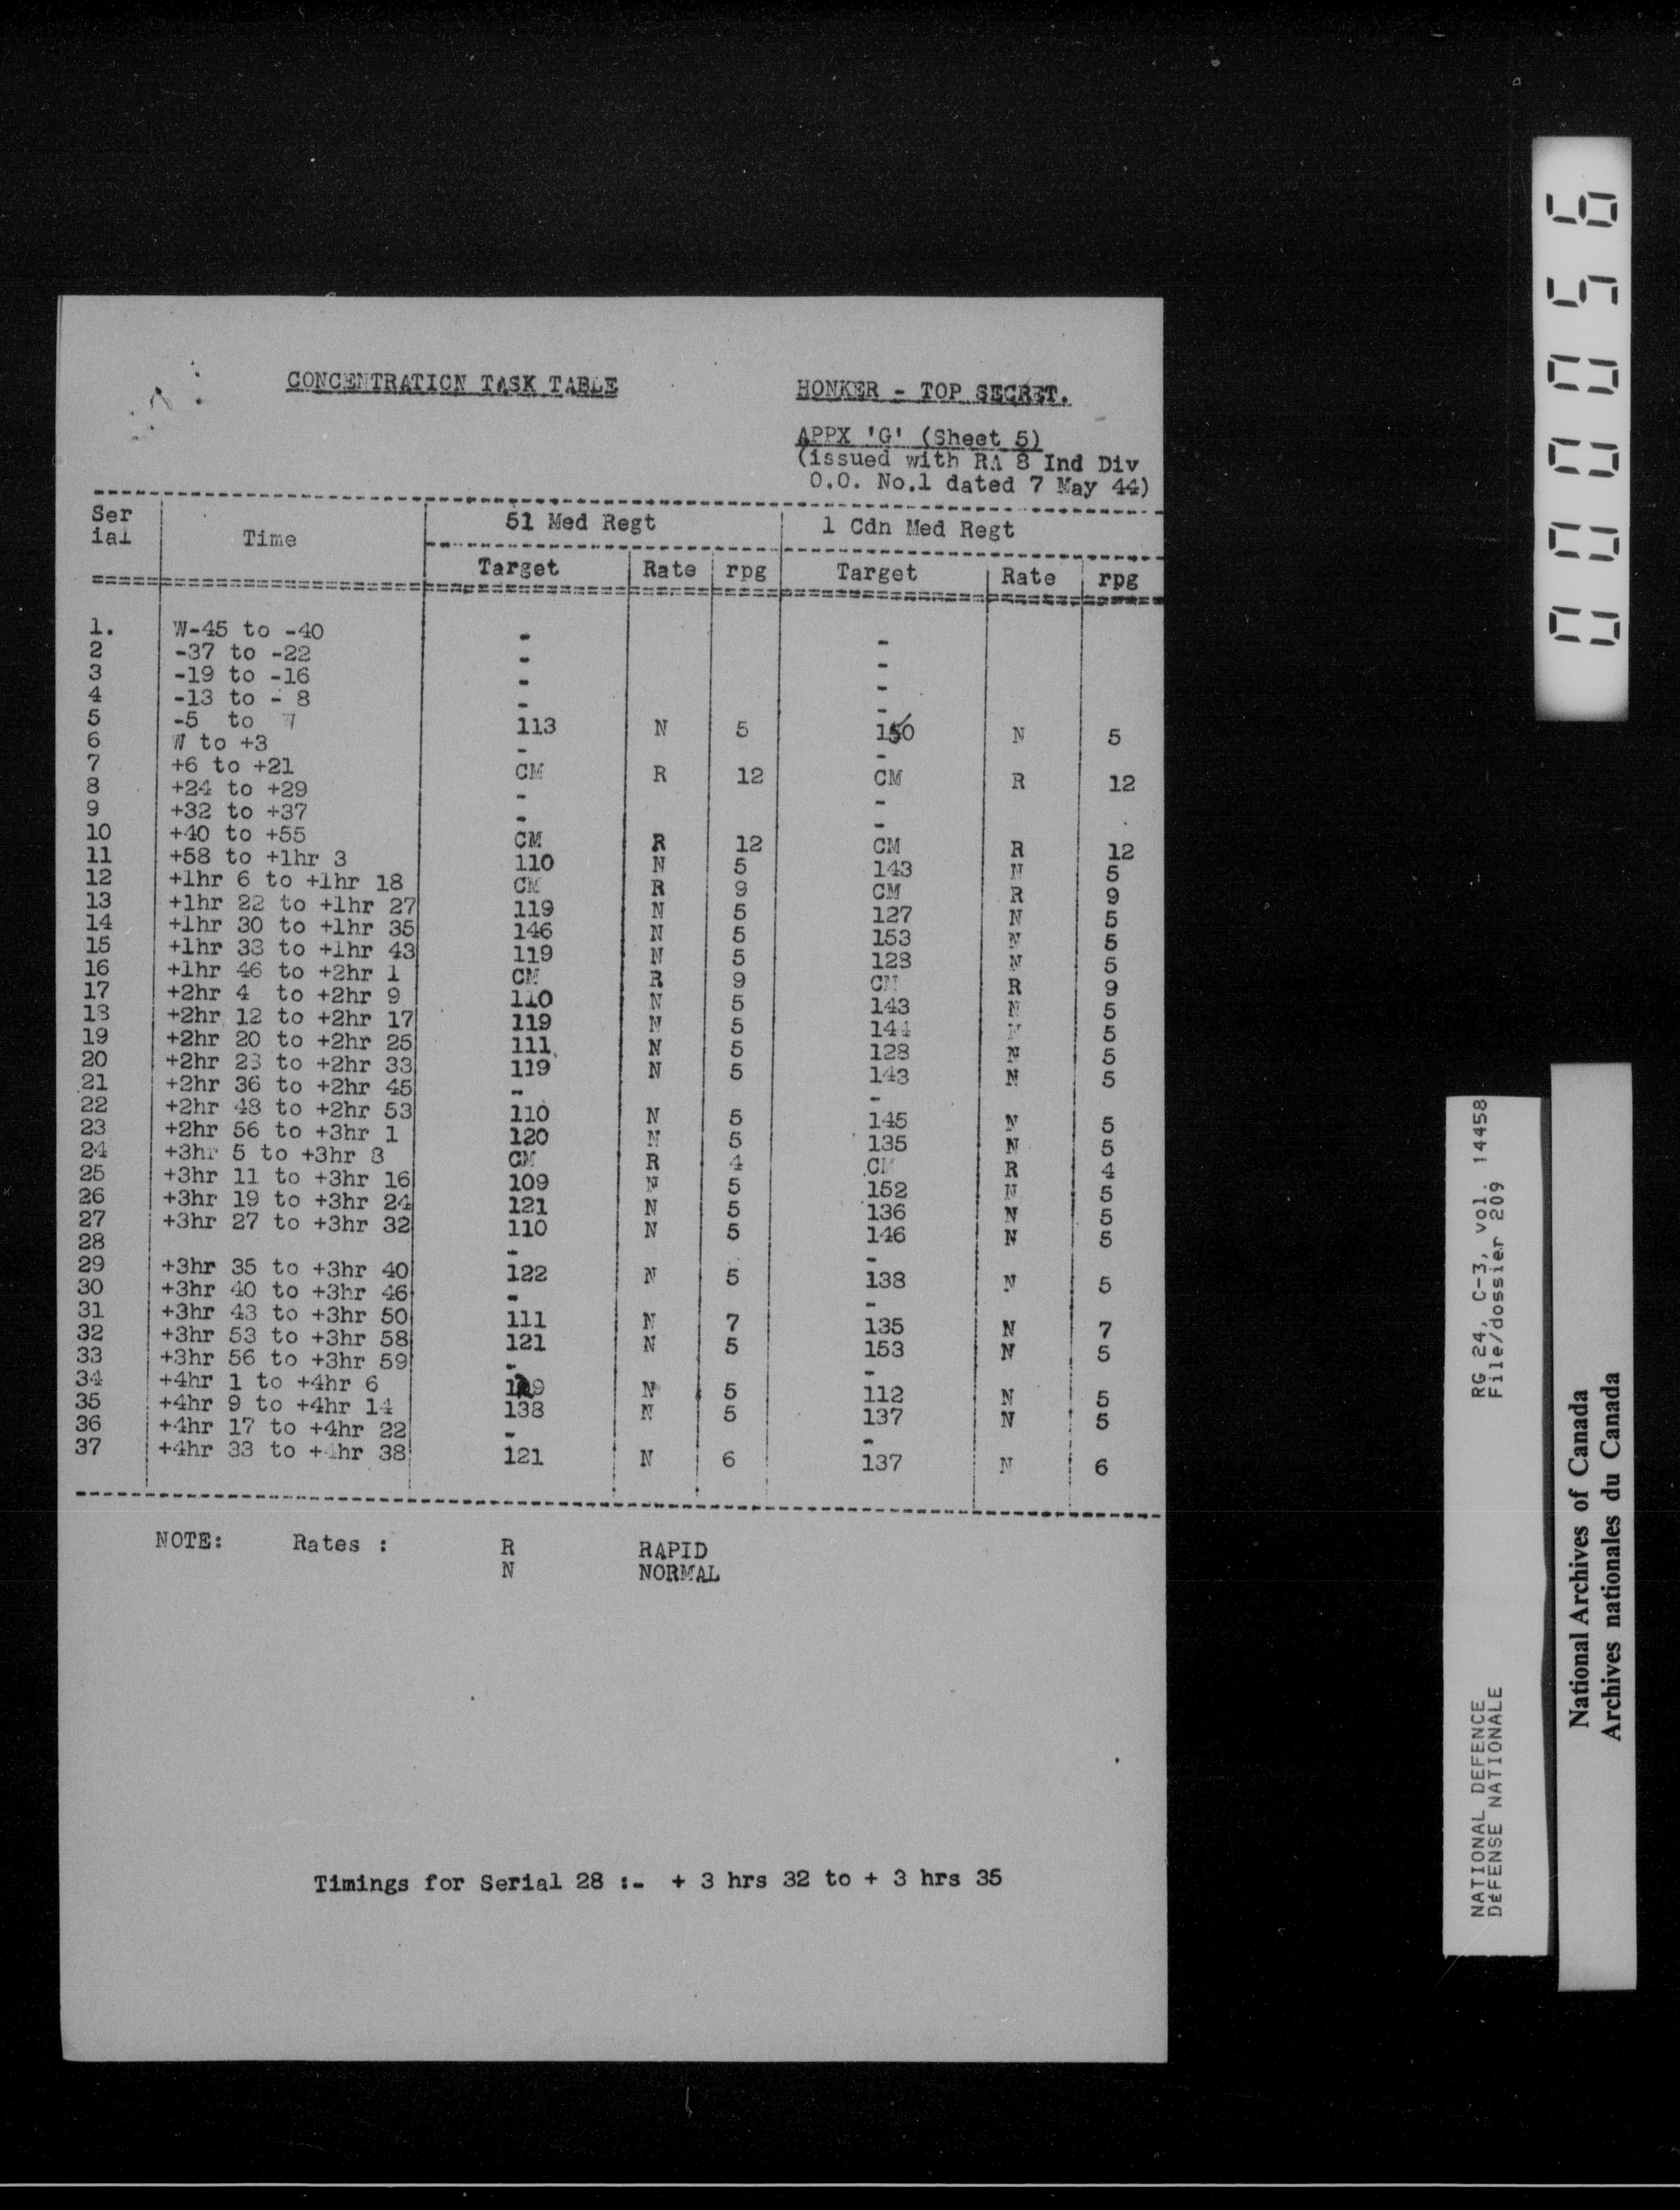 CONCENTRATION TASK TABLE
HONKER - TOP SECRET.
APPX 'G' (Sheet 5)
(issued with RA 8 Ind Div
O.O. No.1 dated 7 May 44)
Ser ial | Time | 51 Med Regt | 1 Cdn Med Regt
Target | Rate | rpg | Target | Rate | rpg
1. W-45 to -40 - -
2 -37 to -22 - -
3 -19 to -16 - -
4 -13 to - 8 - -
5 -5 to W 113 N 5 150 N 5
6 W to +3 - -
7 +6 to +21 CM R 12 CM R 12
8 +24 to +29 - -
9 +32 to +37 - -
10 +40 to +55 CM R 12 CM R 12
11 +58 to +1hr 3 110 N 5 143 N 5
12 +1hr 6 to +1hr 18 CM R 9 CM R 9
13 +1hr 22 to +1hr 27 119 N 5 127 N 5
14 +1hr 30 to +1hr 35 146 N 5 153 N 5
15 +1hr 38 to +1hr 43 119 N 5 128 N 5
16 +1hr 46 to +2hr 1 CM R 9 CM R 9
17 +2hr 4 to +2hr 9 110 N 5 143 N 5
18 +2hr 12 to +2hr 17 119 N 5 144 N 5
19 +2hr 20 to +2hr 25 111 N 5 128 N 5
20 +2hr 28 to +2hr 33 119 N 5 143 N 5
21 +2hr 36 to +2hr 45 - -
22 +2hr 48 to +2hr 53 110 N 5 145 N 5
23 +2hr 56 to +3hr 1 120 N 5 135 N 5
24 +3hr 5 to +3hr 8 CM R 4 CM R 4
25 +3hr 11 to +3hr 16 109 N 5 152 N 5
26 +3hr 19 to +3hr 24 121 N 5 136 N 5
27 +3hr 27 to +3hr 32 110 N 5 146 N 5
28 - -
29 +3hr 35 to +3hr 40 122 N 5 138 N 5
30 +3hr 40 to +3hr 46 - -
31 +3hr 43 to +3hr 50 111 N 7 135 N 7
32 +3hr 53 to +3hr 58 121 N 5 153 N 5
33 +3hr 56 to +3hr 59 - -
34 +4hr 1 to +4hr 6 N 5 112 N 5
35 +4hr 9 to +4hr 14 138 N 5 137 N 5
36 +4hr 17 to +4hr 22 - -
37 +4hr 33 to +4hr 38 121 N 6 137 N 6
NOTE: Rates : R RAPID
N NORMAL
Timings for Serial 28 :- + 3 hrs 32 to + 3 hrs 35
000056
NATIONAL DEFENCE RG 24, C-3, vol. 14458
DÉFENSE NATIONALE File/dossier 209
National Archives of Canada
Archives nationales du Canada